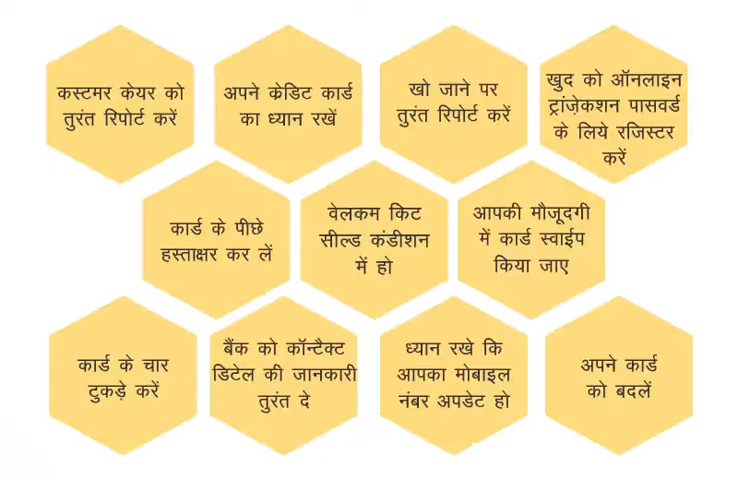 कस्टमर केयर को
तुरंत रिपोर्ट करें
अपने क्रेडिट कार्ड
का ध्यान रखें
खो जाने पर
तुरंत रिपोर्ट करें
खुद को ऑनलाइन
ट्रांज़ेकशन पासवर्ड
के लिये रजिस्टर
करें
कार्ड के पीछे
हस्ताक्षर कर लें
वेलकम किट
सील्ड कंडीशन
में हो
आपकी मौजूदगी
में कार्ड स्वाईप
किया जाए
कार्ड के चार
टुकड़े करें
बैंक को कॉन्टैक्ट
डिटेल की जानकारी
तुरंत दे
ध्यान रखे कि
आपका मोबाइल
नंबर अपडेट हो
अपने कार्ड
को बदलें